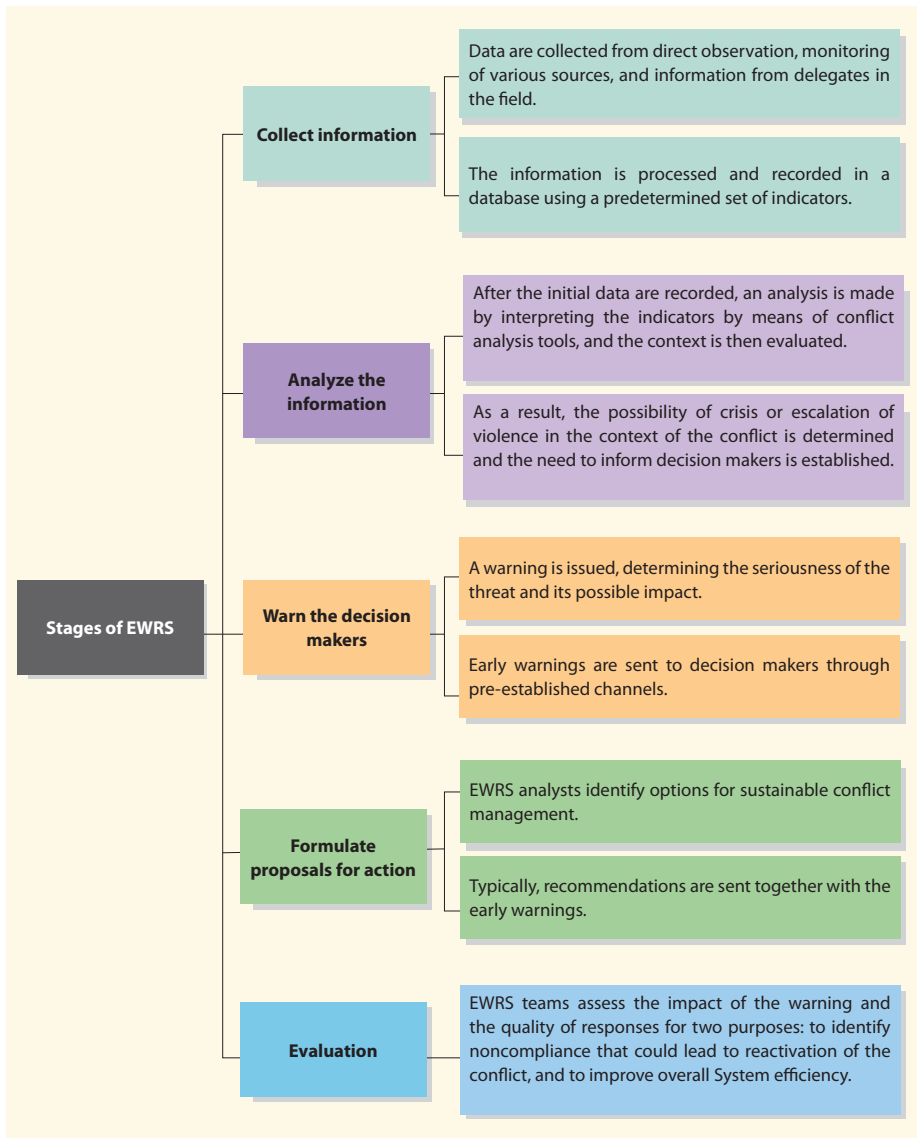 Stages of EWRS
Collect information
Data are collected from direct observation, monitoring
of various sources, and information from delegates in
the field.
The information is processed and recorded in a
database using a predetermined set of indicators.
Analyze the
information
After the initial data are recorded, an analysis is made
by interpreting the indicators by means of conflict
analysis tools, and the context is then evaluated.
As a result, the possibility of crisis or escalation of
violence in the context of the conflict is determined
and the need to inform decision makers is established.
Warn the decision
makers
A warning is issued, determining the seriousness of the
threat and its possible impact.
Early warnings are sent to decision makers through
pre-established channels.
Formulate
proposals for action
EWRS analysts identify options for sustainable conflict
management.
Typically, recommendations are sent together with the
early warnings.
Evaluation
EWRS teams assess the impact of the warning and
the quality of responses for two purposes: to identify
noncompliance that could lead to reactivation of the
conflict, and to improve overall System efficiency.